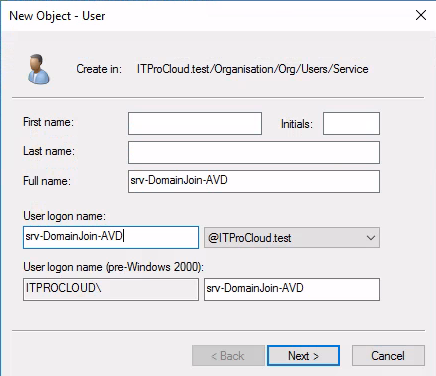 New Object - User
Create in: ITProCloud.test/Organisation/Org/Users/Service
First name: Initials:
Last name:
Full name: srv-DomainJoin-AVD
User logon name:
srv-DomainJoin-AVD @ITProCloud.test
User logon name (pre-Windows 2000):
ITPROCLOUD\ srv-DomainJoin-AVD
< Back Next > Cancel